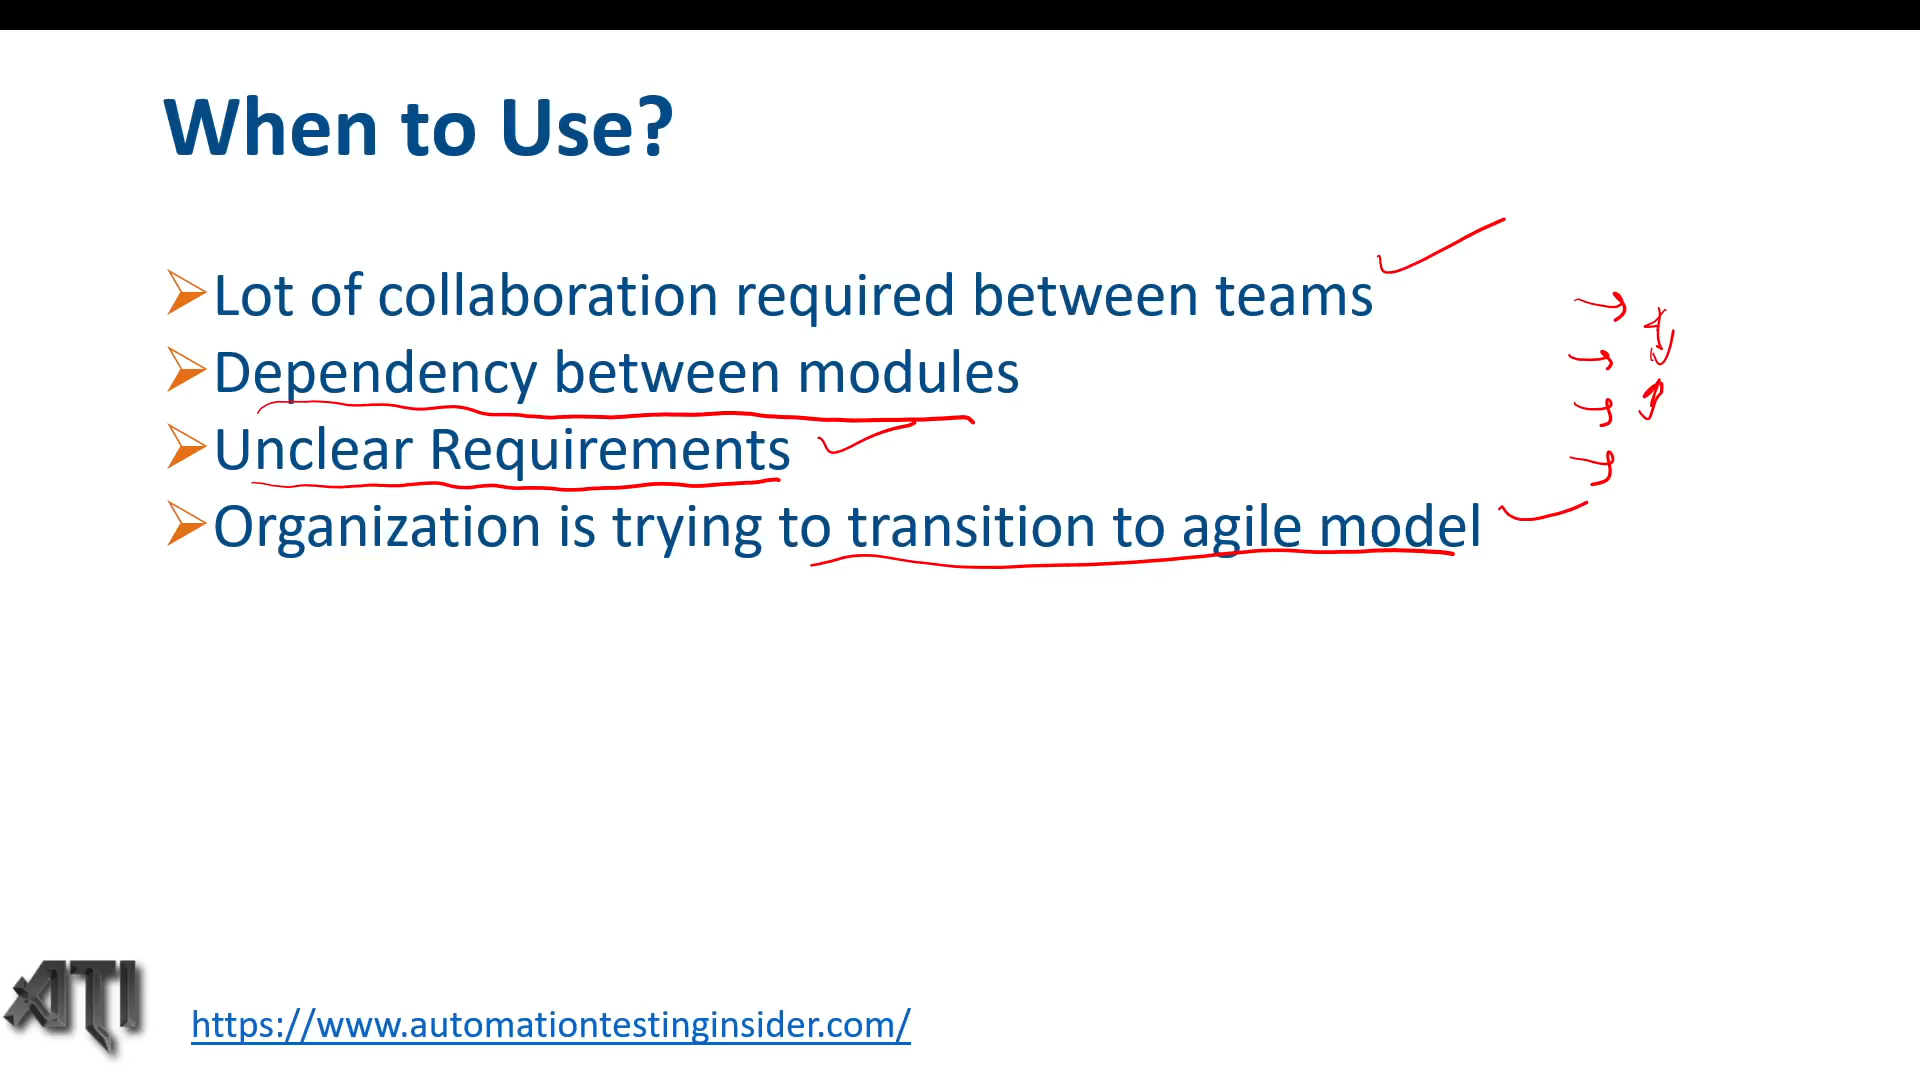 When to Use?
Lot of collaboration required between teams
Dependency between modules
Unclear Requirements
Organization is trying to transition to agile model
ATI
https://www.automationtestinginsider.com/